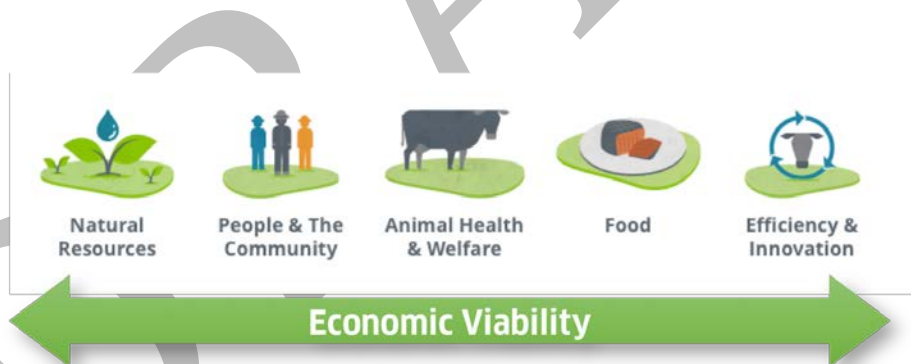 Natural
Resources
People & The
Community
Animal Health
& Welfare
Food
Efficiency &
Innovation
Economic Viability